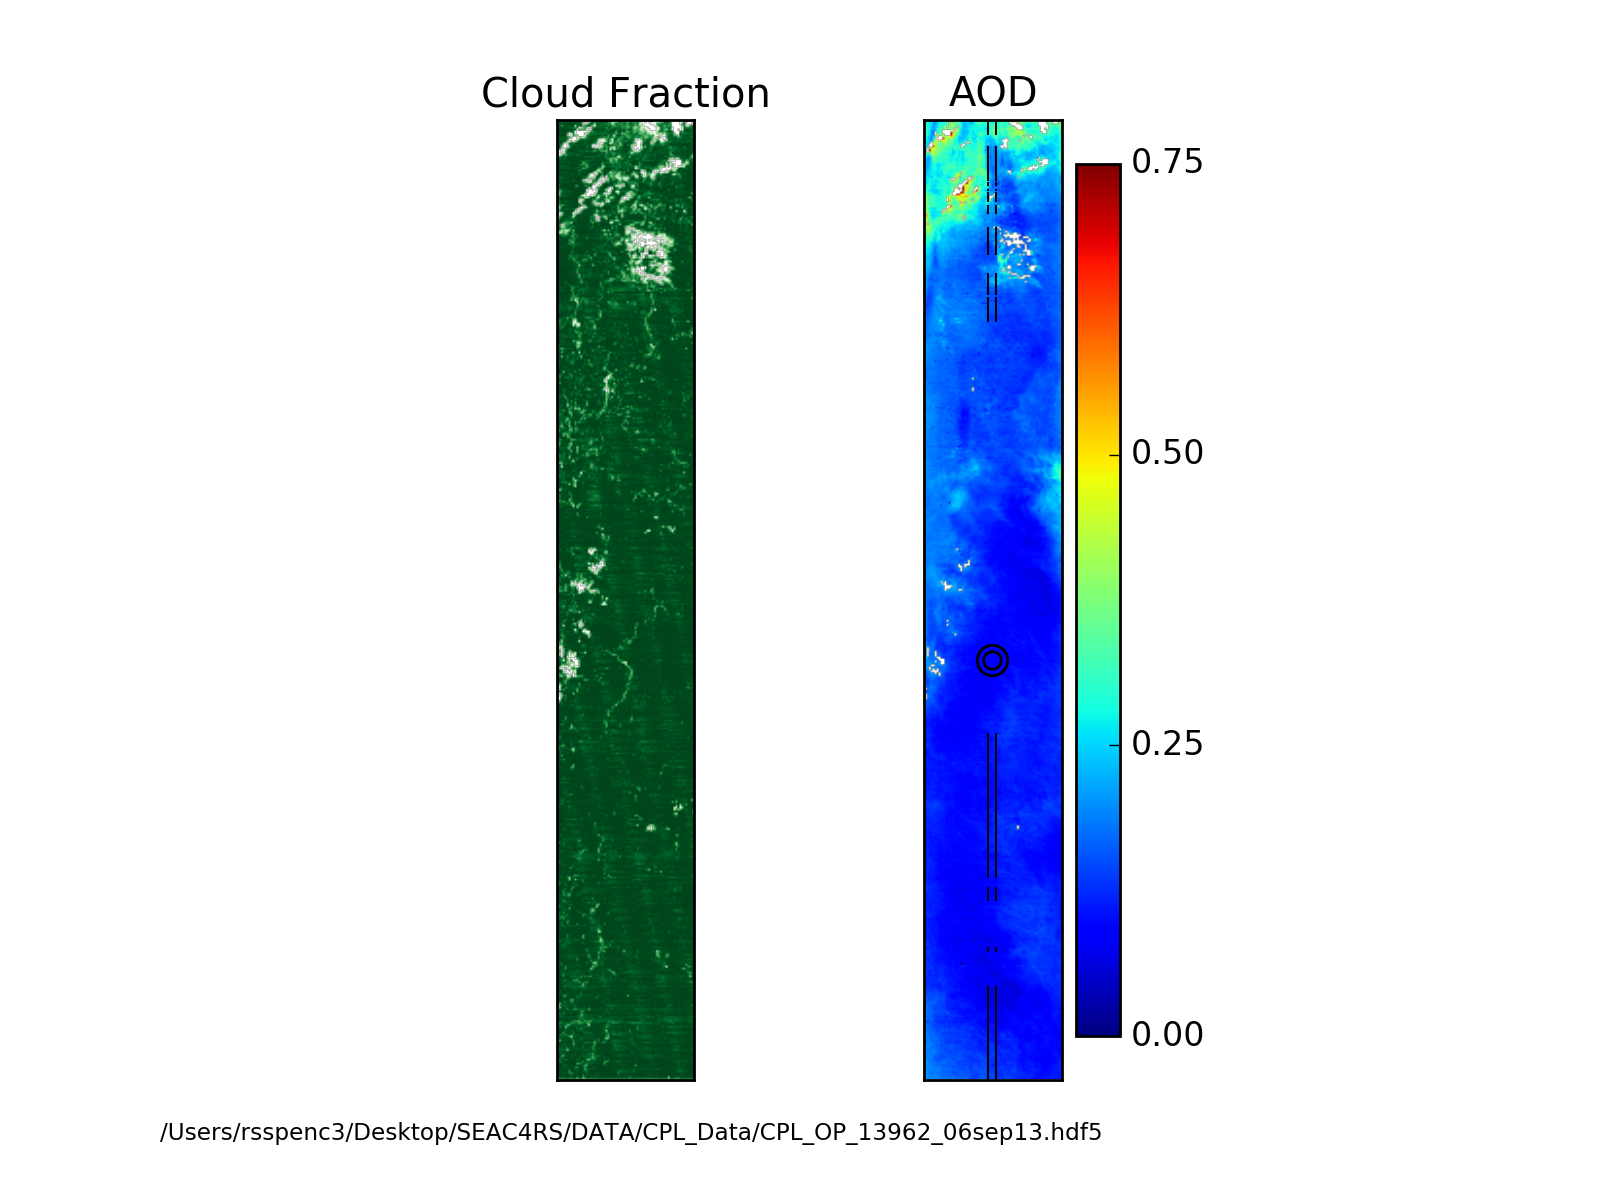 Cloud Fraction
AOD
0.75
0.50
0.25
0.00
/Users/rsspenc3/Desktop/SEAC4RS/DATA/CPL_Data/CPL_OP_13962_06sep13.hdf5